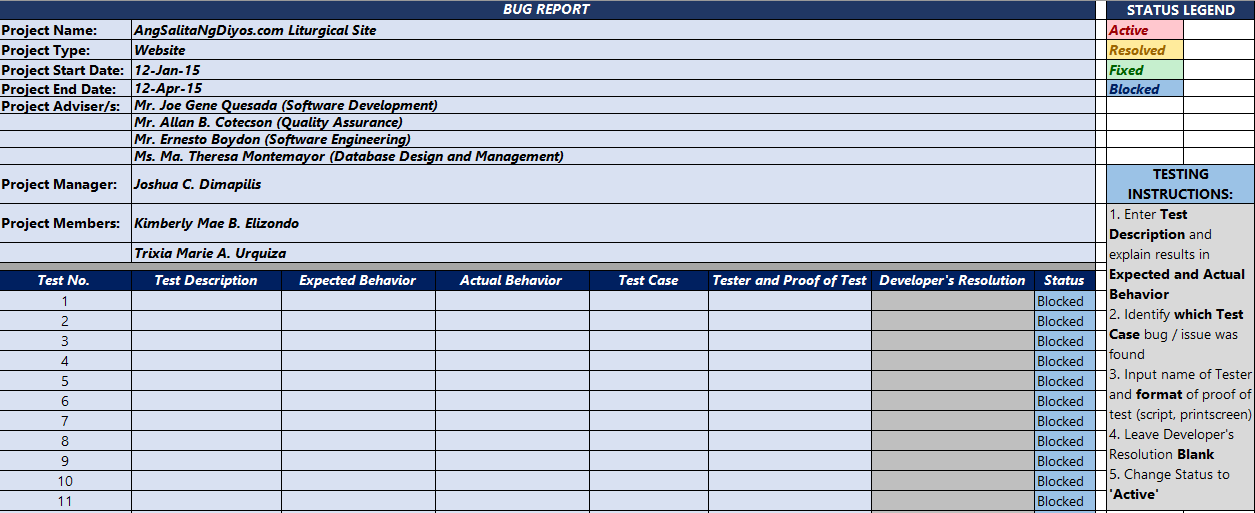 BUG REPORT
Project Name: AngSalitaNgDiyos.com Liturgical Site
Project Type: Website
Project Start Date: 12-Jan-15
Project End Date: 12-Apr-15
Project Adviser/s: Mr. Joe Gene Quesada (Software Development)
Mr. Allan B. Cotecson (Quality Assurance)
Mr. Ernesto Boydon (Software Engineering)
Ms. Ma. Theresa Montemayor (Database Design and Management)
Project Manager: Joshua C. Dimapilis
Project Members: Kimberly Mae B. Elizondo
Trixia Marie A. Urquiza
Test No. Test Description Expected Behavior Actual Behavior Test Case Tester and Proof of Test Developer's Resolution Status
1 Blocked
2 Blocked
3 Blocked
4 Blocked
5 Blocked
6 Blocked
7 Blocked
8 Blocked
9 Blocked
10 Blocked
11 Blocked
STATUS LEGEND
Active
Resolved
Fixed
Blocked
TESTING
INSTRUCTIONS:
1. Enter Test
Description and
explain results in
Expected and Actual
Behavior
2. Identify which Test
Case bug / issue was
found
3. Input name of Tester
and format of proof of
test (script, printscreen)
4. Leave Developer's
Resolution Blank
5. Change Status to
'Active'